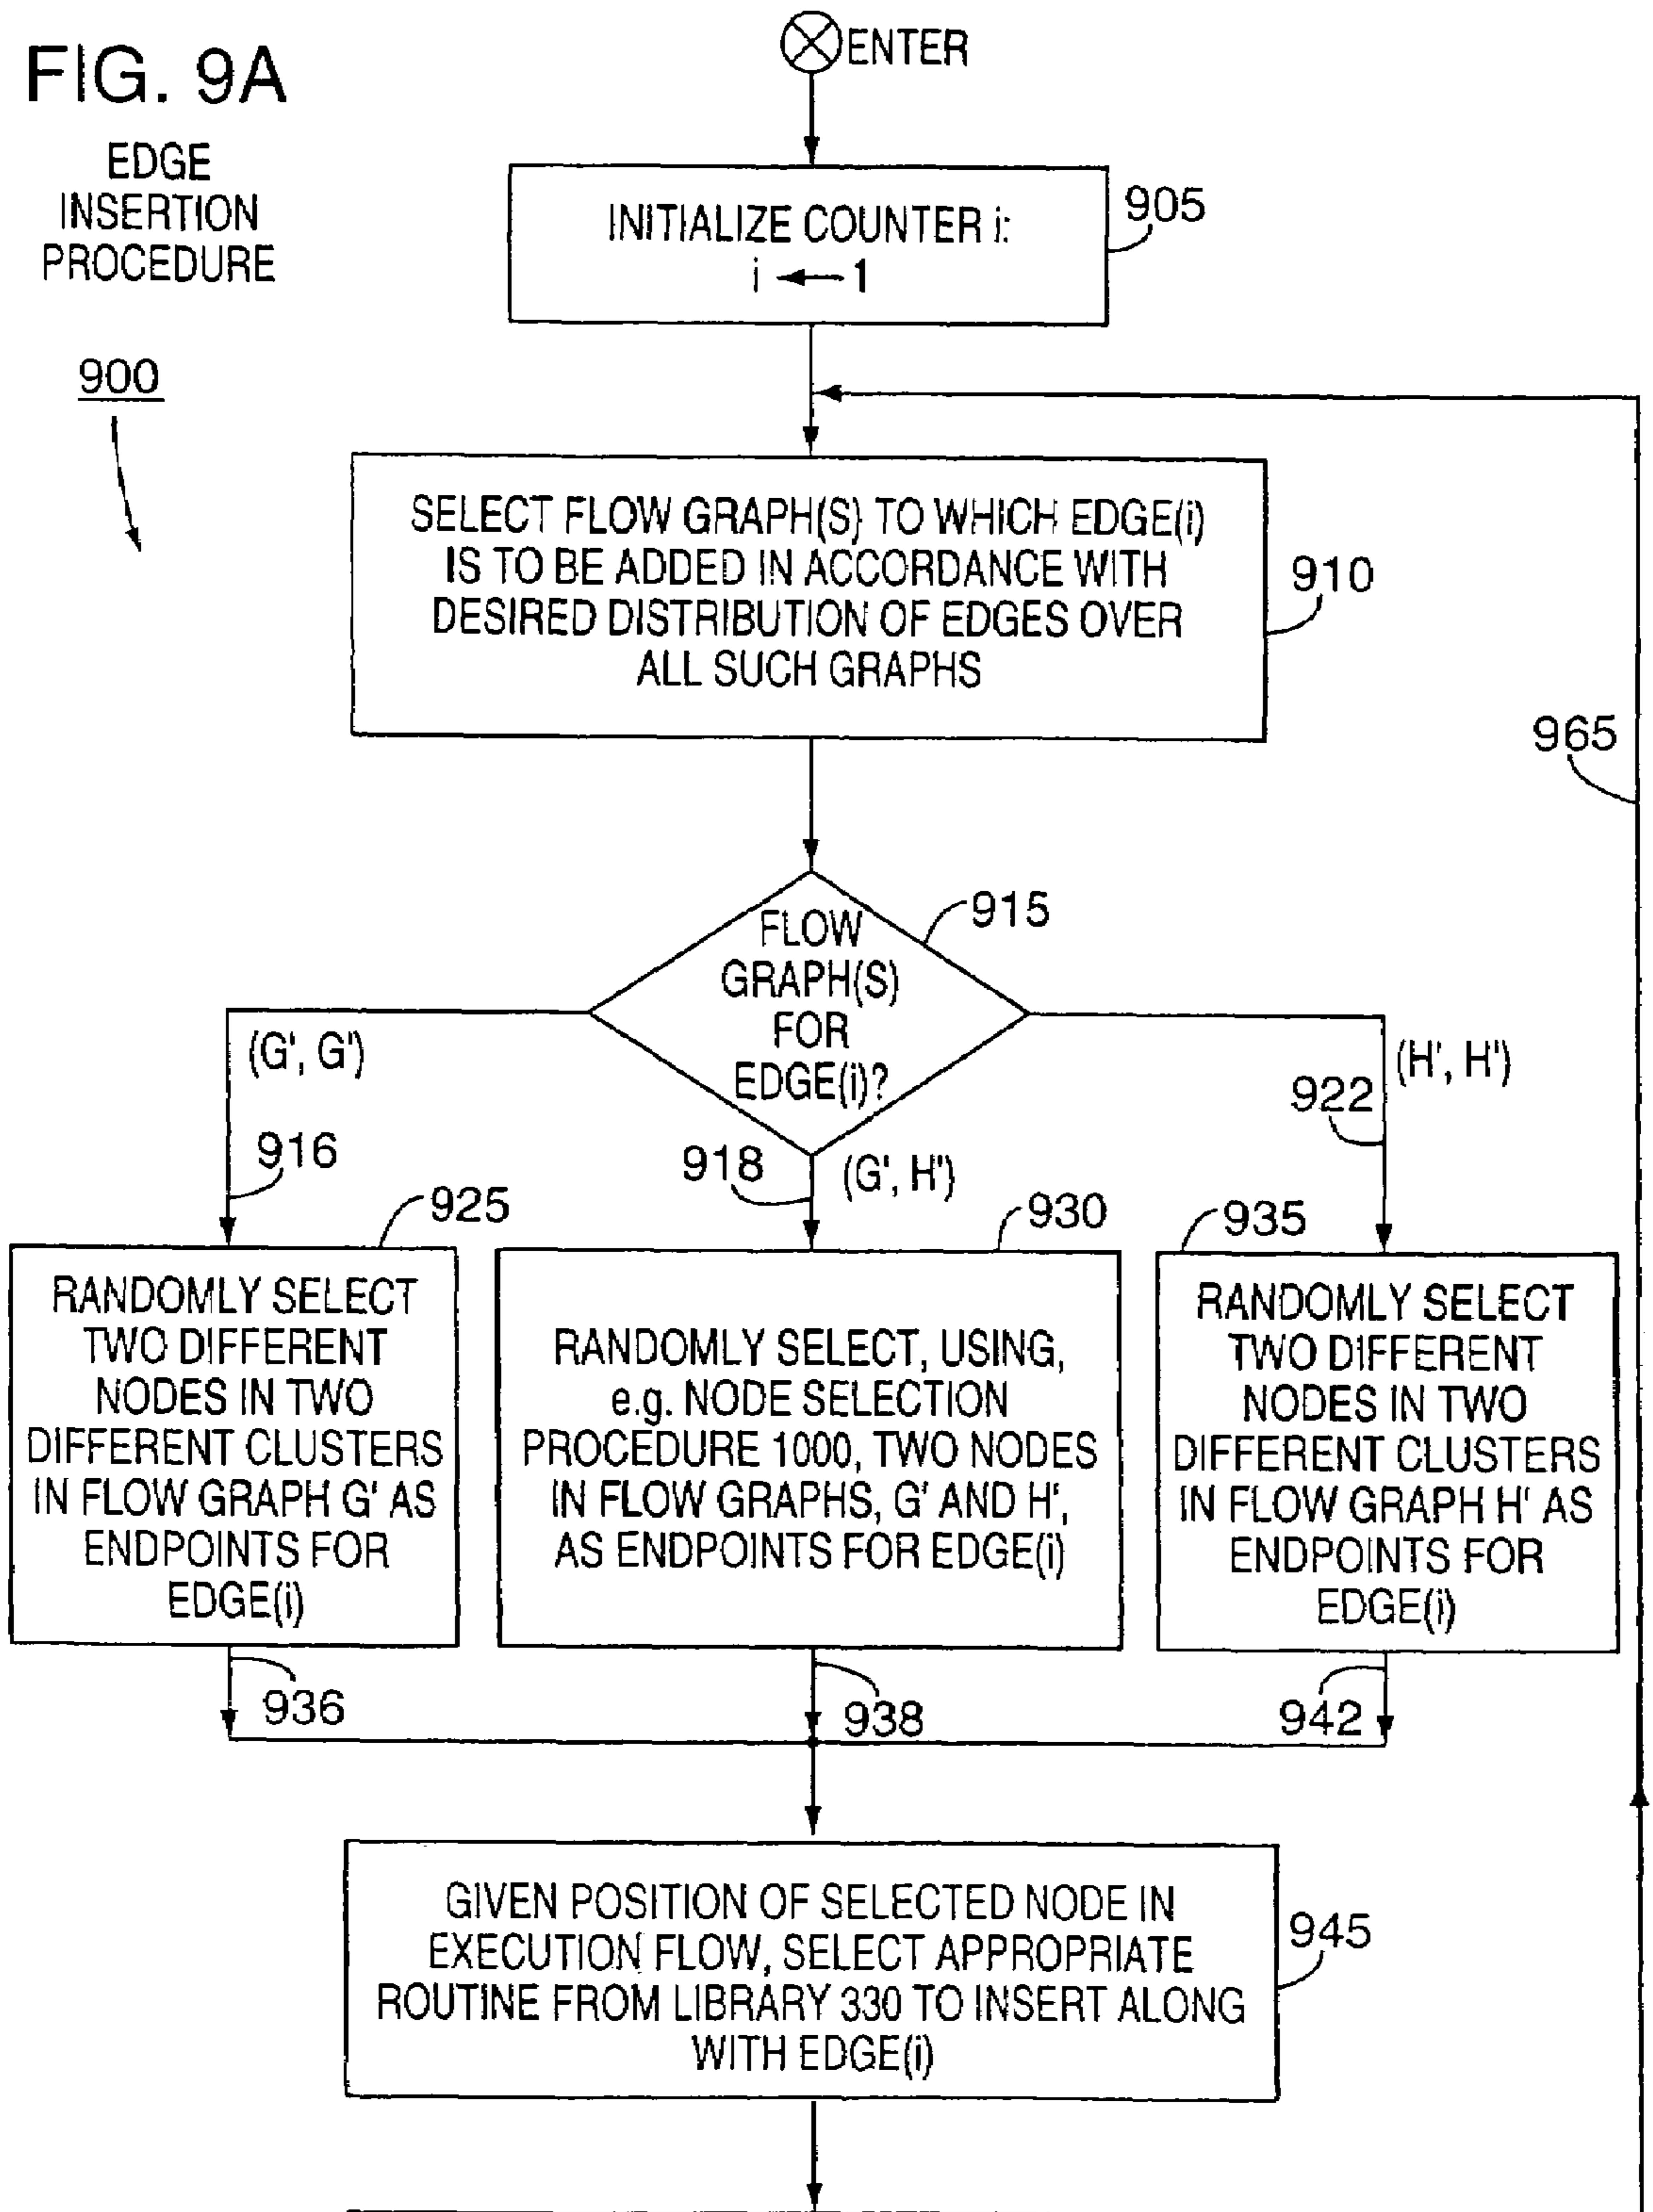 FIG. 9A
EDGE
INSERTION
PROCEDURE
900
ENTER
INITIALIZE COUNTER i:
i ← 1
905
SELECT FLOW GRAPH(S) TO WHICH EDGE(i)
IS TO BE ADDED IN ACCORDANCE WITH
DESIRED DISTRIBUTION OF EDGES OVER
ALL SUCH GRAPHS
910
965
FLOW
GRAPH(S)
FOR
EDGE(i)?
915
(G', G')
916
918
(G', H')
(H', H')
922
925
RANDOMLY SELECT
TWO DIFFERENT
NODES IN TWO
DIFFERENT CLUSTERS
IN FLOW GRAPH G' AS
ENDPOINTS FOR
EDGE(i)
930
RANDOMLY SELECT, USING,
e.g. NODE SELECTION
PROCEDURE 1000, TWO NODES
IN FLOW GRAPHS, G' AND H',
AS ENDPOINTS FOR EDGE(i)
935
RANDOMLY SELECT
TWO DIFFERENT
NODES IN TWO
DIFFERENT CLUSTERS
IN FLOW GRAPH H' AS
ENDPOINTS FOR
EDGE(i)
936
938
942
GIVEN POSITION OF SELECTED NODE IN
EXECUTION FLOW, SELECT APPROPRIATE
ROUTINE FROM LIBRARY 330 TO INSERT ALONG
WITH EDGE(i)
945